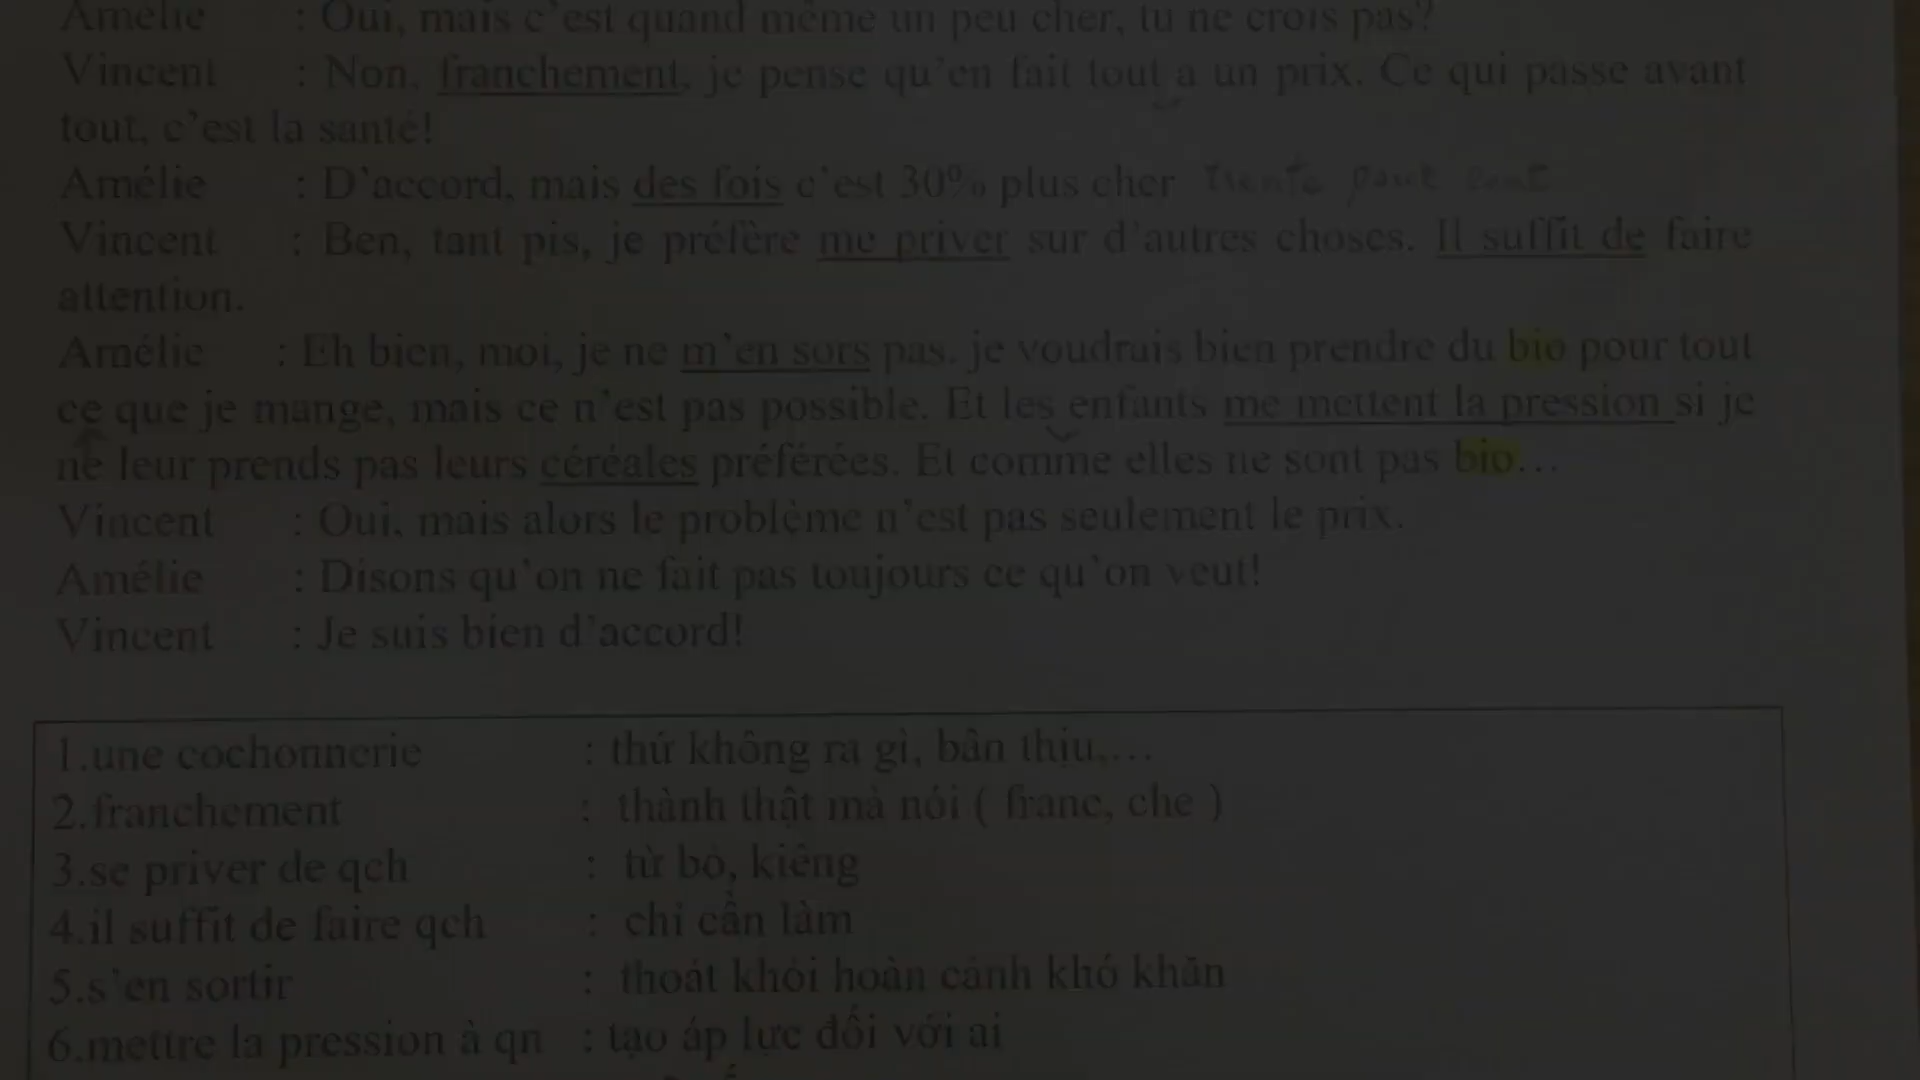 Amélie : Oui, mais c'est quand même un peu cher, tu ne crois pas?
Vincent : Non, franchement, je pense qu'en fait tout a un prix. Ce qui passe avant
tout, c'est la santé!
Amélie : D'accord, mais des fois c'est 30% plus cher trente pour cent
Vincent : Ben, tant pis, je préfère me priver sur d'autres choses. Il suffit de faire
attention.
Amélie : Eh bien, moi, je ne m'en sors pas. je voudrais bien prendre du bio pour tout
ce que je mange, mais ce n'est pas possible. Et les enfants me mettent la pression si je
ne leur prends pas leurs céréales préférées. Et comme elles ne sont pas bio...
Vincent : Oui, mais alors le problème n'est pas seulement le prix.
Amélie : Disons qu'on ne fait pas toujours ce qu'on veut!
Vincent : Je suis bien d'accord!
1.une cochonnerie : thứ không ra gì, bẩn thỉu,...
2.franchement : thành thật mà nói ( franc, che )
3.se priver de qch : từ bỏ, kiêng
4.il suffit de faire qch : chỉ cần làm
5.s'en sortir : thoát khỏi hoàn cảnh khó khăn
6.mettre la pression à qn : tạo áp lực đối với ai